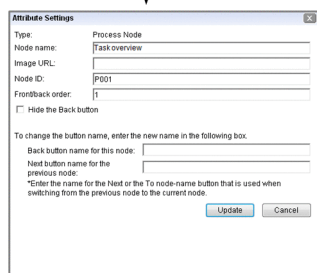 Attribute Settings
Type: Process Node
Node name: Task overview
Image URL:
Node ID: P001
Front/back order: 1
Hide the Back button
To change the button name, enter the new name in the following box.
Back button name for this node:
Next button name for the
previous node:
*Enter the name for the Next or the To node-name button that is used when
switching from the previous node to the current node.
Update Cancel